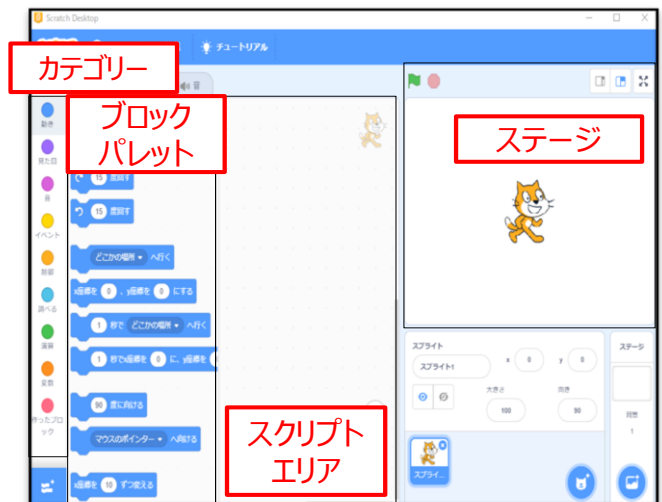 Scratch Desktop
チュートリアル
カテゴリー
音
ブロック
パレット
ステージ
動き
見た目
音
イベント
制御
調べる
演算
変数
作ったブロ
ック
15 度回す
15 度回す
どこかの場所 へ行く
x座標を 0 、y座標を 0 にする
1 秒で どこかの場所 へ行く
1 秒でx座標を 0 に、y座標を
90 度に向ける
マウスのポインター へ向ける
x座標を 10 ずつ変える
スクリプト
エリア
スプライト
スプライト1
x 0 y 0
大きさ 向き
100 90
スプライ...
ステージ
背景
1